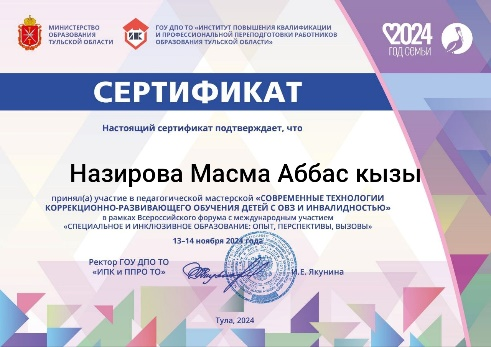 МИНИСТЕРСТВО
ОБРАЗОВАНИЯ
ТУЛЬСКОЙ ОБЛАСТИ
ИПК
ГОУ ДПО ТО «ИНСТИТУТ ПОВЫШЕНИЯ КВАЛИФИКАЦИИ
И ПРОФЕССИОНАЛЬНОЙ ПЕРЕПОДГОТОВКИ РАБОТНИКОВ
ОБРАЗОВАНИЯ ТУЛЬСКОЙ ОБЛАСТИ»
2024
ГОД СЕМЬИ
СЕРТИФИКАТ
Настоящий сертификат подтверждает, что
Назирова Масма Аббас кызы
принял(а) участие в педагогической мастерской «СОВРЕМЕННЫЕ ТЕХНОЛОГИИ
КОРРЕКЦИОННО-РАЗВИВАЮЩЕГО ОБУЧЕНИЯ ДЕТЕЙ С ОВЗ И ИНВАЛИДНОСТЬЮ»
в рамках Всероссийского форума с международным участием
«СПЕЦИАЛЬНОЕ И ИНКЛЮЗИВНОЕ ОБРАЗОВАНИЕ: ОПЫТ, ПЕРСПЕКТИВЫ, ВЫЗОВЫ»
13–14 ноября 2024 года
Ректор ГОУ ДПО ТО
«ИПК и ППРО ТО»
И.Е. Якунина
Тула, 2024